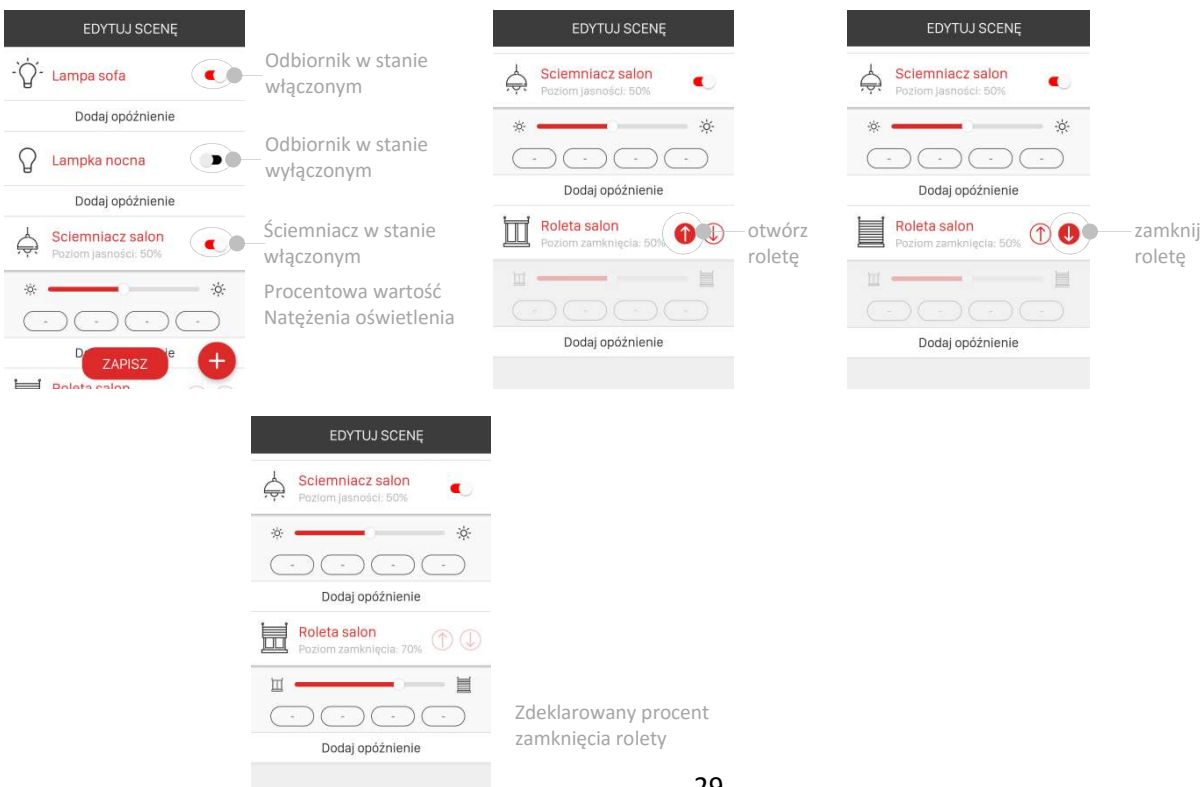 EDYTUJ SCENĘ
Lampa sofa
Dodaj opóźnienie
Lampka nocna
Dodaj opóźnienie
Sciemniacz salon
Poziom jasności: 50%
- - - -
ZAPISZ
+
Roleta salon
Odbiornik w stanie
włączonym
Odbiornik w stanie
wyłączonym
Ściemniacz w stanie
włączonym
Procentowa wartość
Natężenia oświetlenia
EDYTUJ SCENĘ
Sciemniacz salon
Poziom jasności: 50%
- - - -
Dodaj opóźnienie
Roleta salon
Poziom zamknięcia: 50%
- - - -
Dodaj opóźnienie
otwórz
roletę
EDYTUJ SCENĘ
Sciemniacz salon
Poziom jasności: 50%
- - - -
Dodaj opóźnienie
Roleta salon
Poziom zamknięcia: 50%
- - - -
Dodaj opóźnienie
zamknij
roletę
EDYTUJ SCENĘ
Sciemniacz salon
Poziom jasności: 50%
- - - -
Dodaj opóźnienie
Roleta salon
Poziom zamknięcia: 70%
- - - -
Dodaj opóźnienie
Zdeklarowany procent
zamknięcia rolety
29